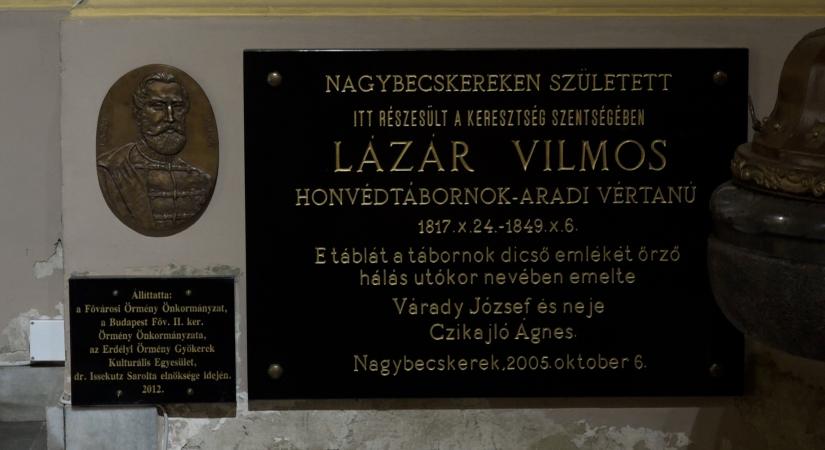 NAGYBECSKEREKEN SZÜLETETT
ITT RÉSZESÜLT A KERESZTSÉG SZENTSÉGÉBEN
LÁZÁR VILMOS
HONVÉDTÁBORNOK-ARADI VÉRTANÚ
1817.X.24.-1849.X.6.
E táblát a tábornok dicső emlékét őrző
hálás utókor nevében emelte
Várady József és neje
Czikajló Ágnes.
Nagybecskerek,2005.október 6.
Állíttatta:
a Fővárosi Örmény Önkormányzat,
a Budapest Főv. II. ker.
Örmény Önkormányzata,
az Erdélyi Örmény Gyökerek
Kulturális Egyesület,
dr. Issekutz Sarolta elnöksége idején.
2012.